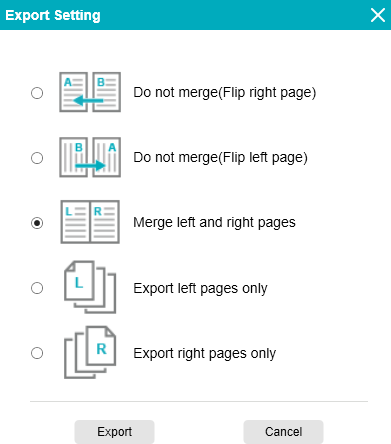 Export Setting
A B
Do not merge(Flip right page)
B A
Do not merge(Flip left page)
L R
Merge left and right pages
L
Export left pages only
R
Export right pages only
Export Cancel